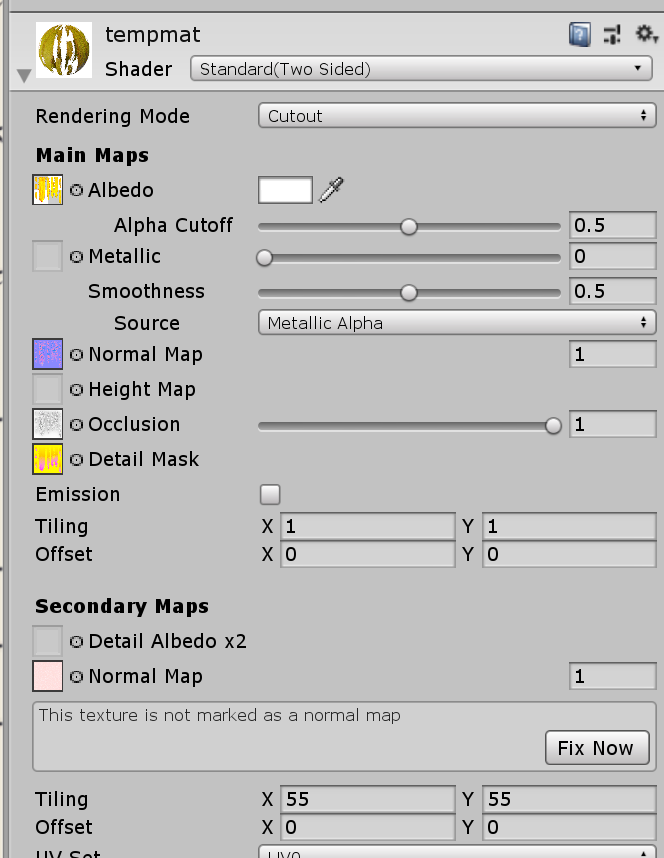 tempmat
Shader Standard(Two Sided)
Rendering Mode Cutout
Main Maps
Albedo
Alpha Cutoff 0.5
Metallic 0
Smoothness 0.5
Source Metallic Alpha
Normal Map 1
Height Map
Occlusion 1
Detail Mask
Emission
Tiling X 1 Y 1
Offset X 0 Y 0
Secondary Maps
Detail Albedo x2
Normal Map 1
This texture is not marked as a normal map
Fix Now
Tiling X 55 Y 55
Offset X 0 Y 0
UV Set UV0